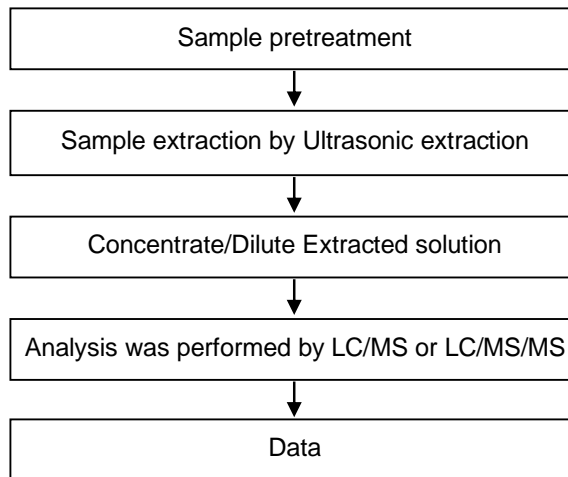 Sample pretreatment
Sample extraction by Ultrasonic extraction
Concentrate/Dilute Extracted solution
Analysis was performed by LC/MS or LC/MS/MS
Data